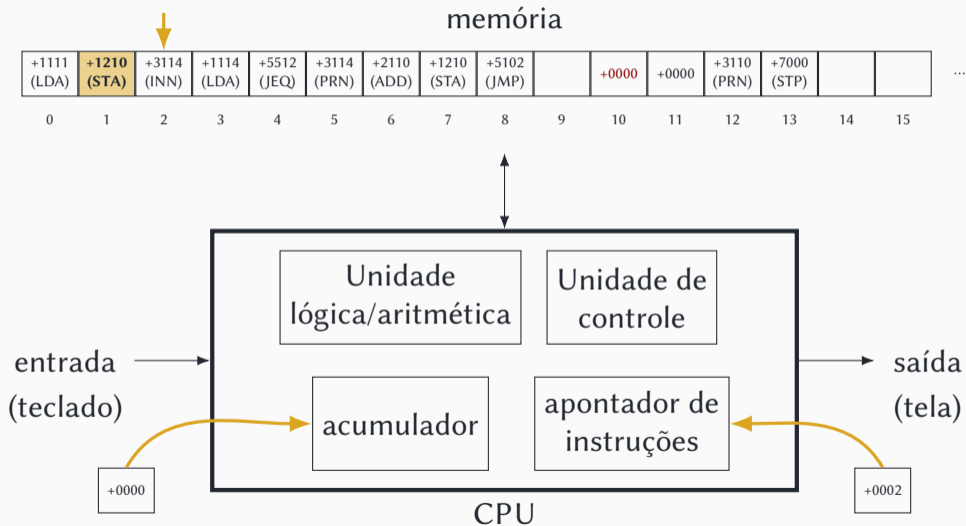 memória
+1111 +1210 +3114 +1114 +5512 +3114 +2110 +1210 +5102 +0000 +0000 +3110 +7000
(LDA) (STA) (INN) (LDA) (JEQ) (PRN) (ADD) (STA) (JMP) (PRN) (STP) ...
0 1 2 3 4 5 6 7 8 9 10 11 12 13 14 15
Unidade
lógica/aritmética
Unidade de
controle
entrada
(teclado)
saída
(tela)
acumulador
apontador de
instruções
+0000
+0002
CPU